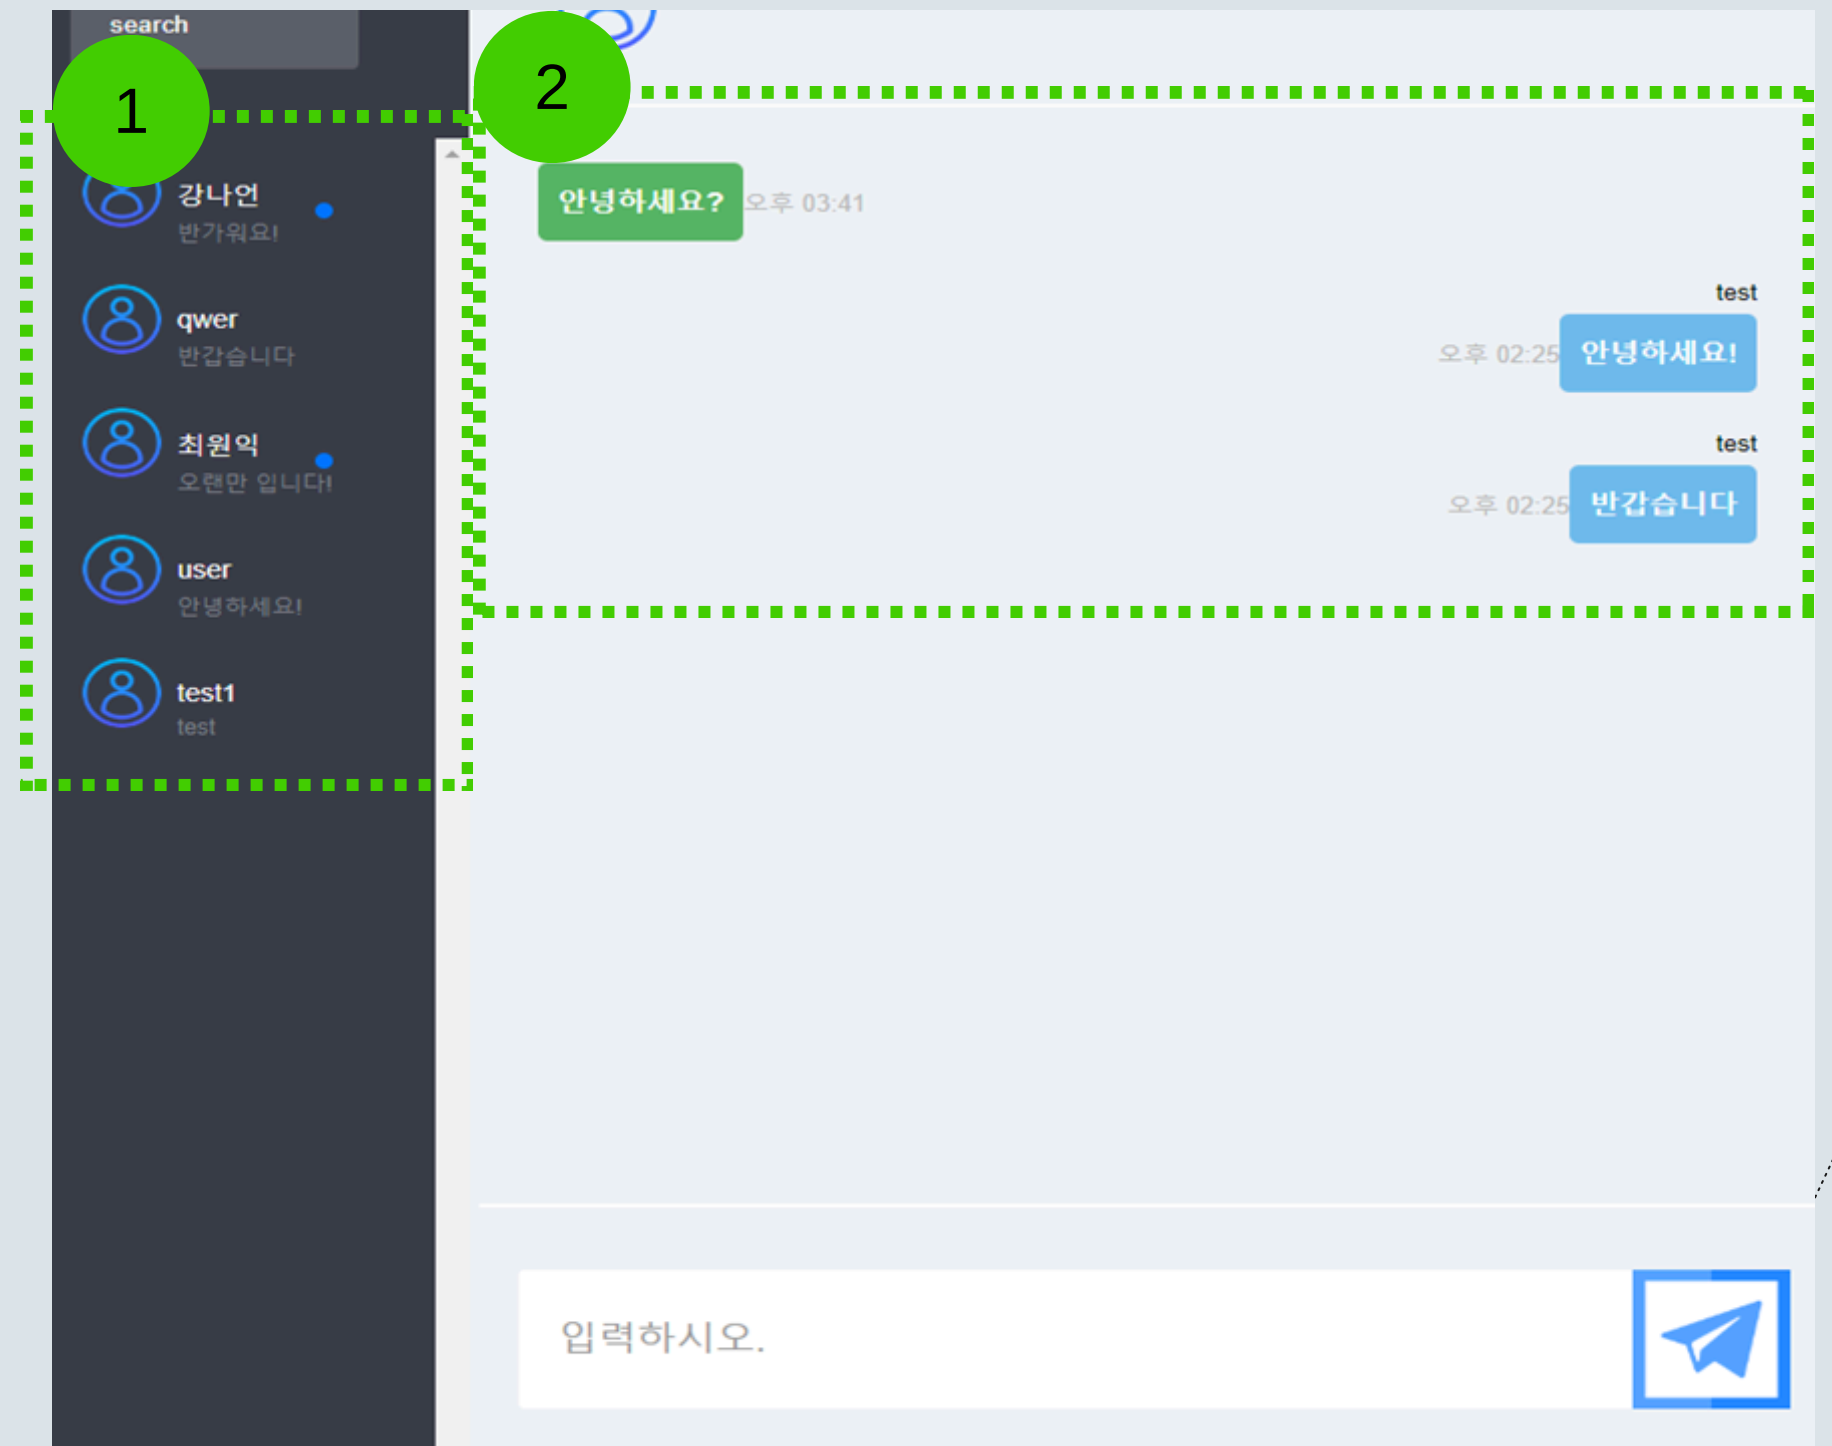 search
1
강나언
반가워요!
qwer
반갑습니다
최원익
오랜만 입니다!
user
안녕하세요!
test1
test
2
안녕하세요? 오후 03:41
test
오후 02:25 안녕하세요!
test
오후 02:25 반갑습니다
입력하시오.